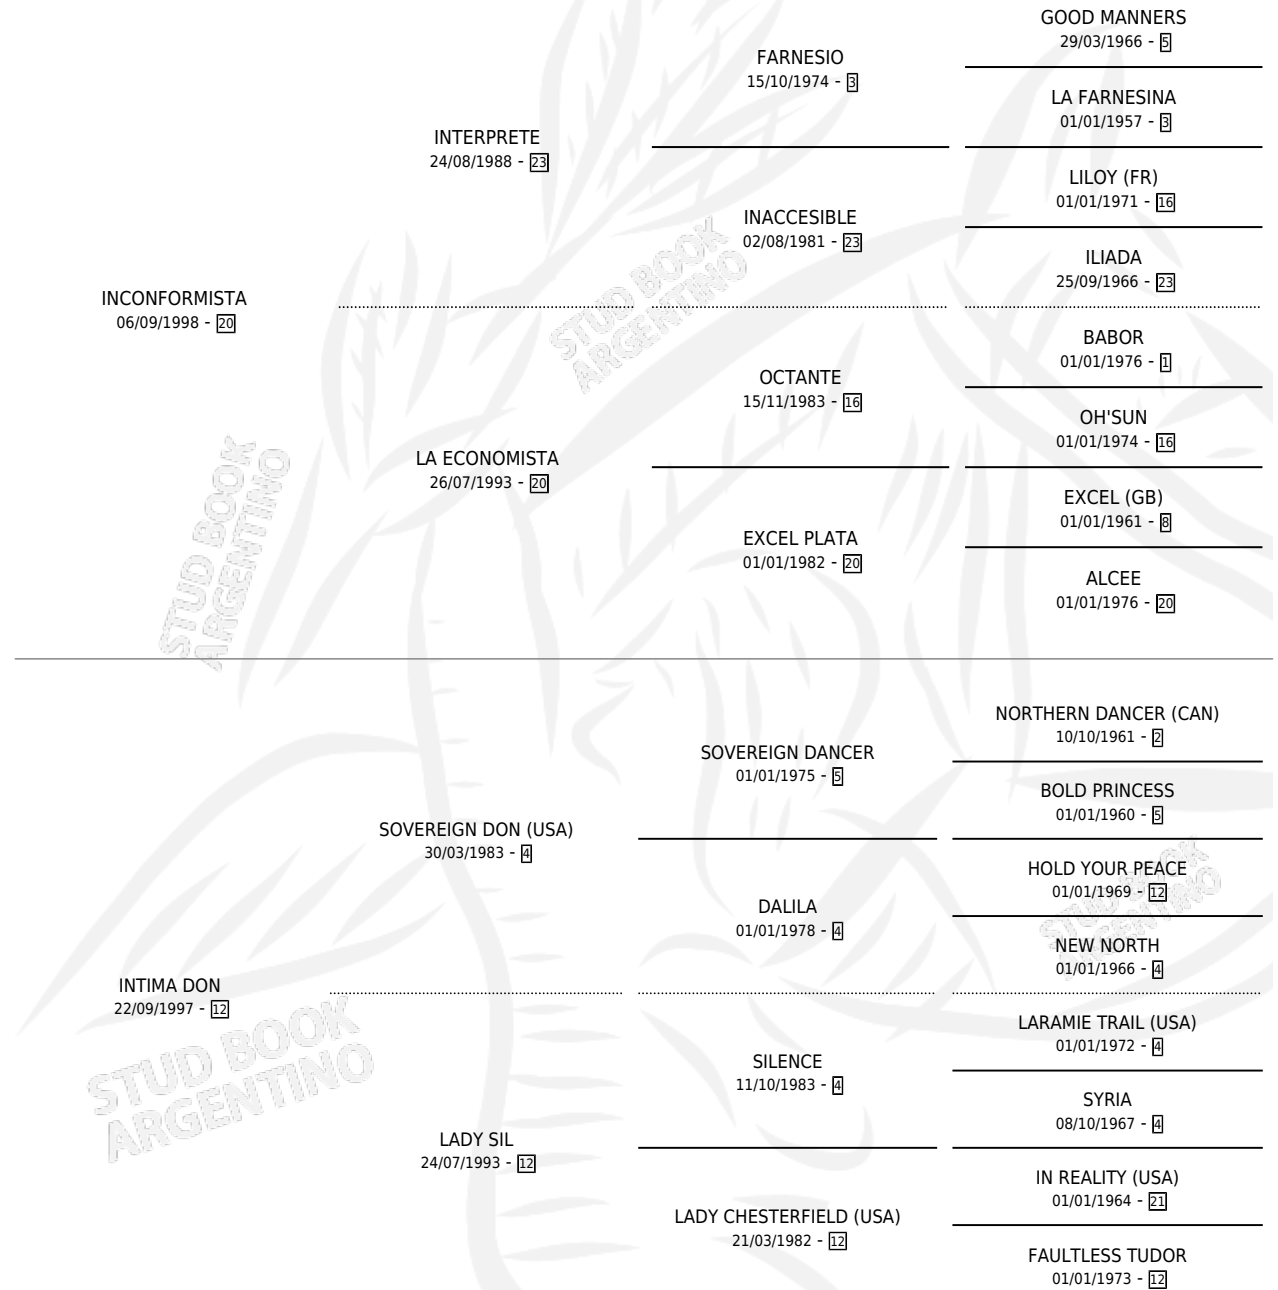 GOOD MANNERS
29/03/1966 - 5
FARNESIO
15/10/1974 - 3
LA FARNESINA
01/01/1957 - 3
INTERPRETE
24/08/1988 - 23
LILOY (FR)
01/01/1971 - 16
INACCESIBLE
02/08/1981 - 23
ILIADA
25/09/1966 - 23
INCONFORMISTA
06/09/1998 - 20
BABOR
01/01/1976 - 1
OCTANTE
15/11/1983 - 16
OH'SUN
01/01/1974 - 16
LA ECONOMISTA
26/07/1993 - 20
EXCEL (GB)
01/01/1961 - 8
EXCEL PLATA
01/01/1982 - 20
ALCEE
01/01/1976 - 20
NORTHERN DANCER (CAN)
10/10/1961 - 2
SOVEREIGN DANCER
01/01/1975 - 5
BOLD PRINCESS
01/01/1960 - 5
SOVEREIGN DON (USA)
30/03/1983 - 4
HOLD YOUR PEACE
01/01/1969 - 12
DALILA
01/01/1978 - 4
NEW NORTH
01/01/1966 - 4
INTIMA DON
22/09/1997 - 12
LARAMIE TRAIL (USA)
01/01/1972 - 4
SILENCE
11/10/1983 - 4
SYRIA
08/10/1967 - 4
LADY SIL
24/07/1993 - 12
IN REALITY (USA)
01/01/1964 - 21
LADY CHESTERFIELD (USA)
21/03/1982 - 12
FAULTLESS TUDOR
01/01/1973 - 12
STUD BOOK
ARGENTINO
STUD BOOK
ARGENTINO
STUD BOOK
ARGENTINO
STUD BOOK
ARGENTINO